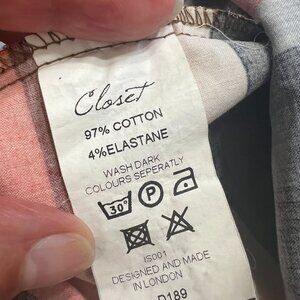 Closet
97% COTTON
4% ELASTANE
WASH DARK
COLOURS SEPERATLY
30°
P
IS001
DESIGNED AND MADE
IN LONDON
D189